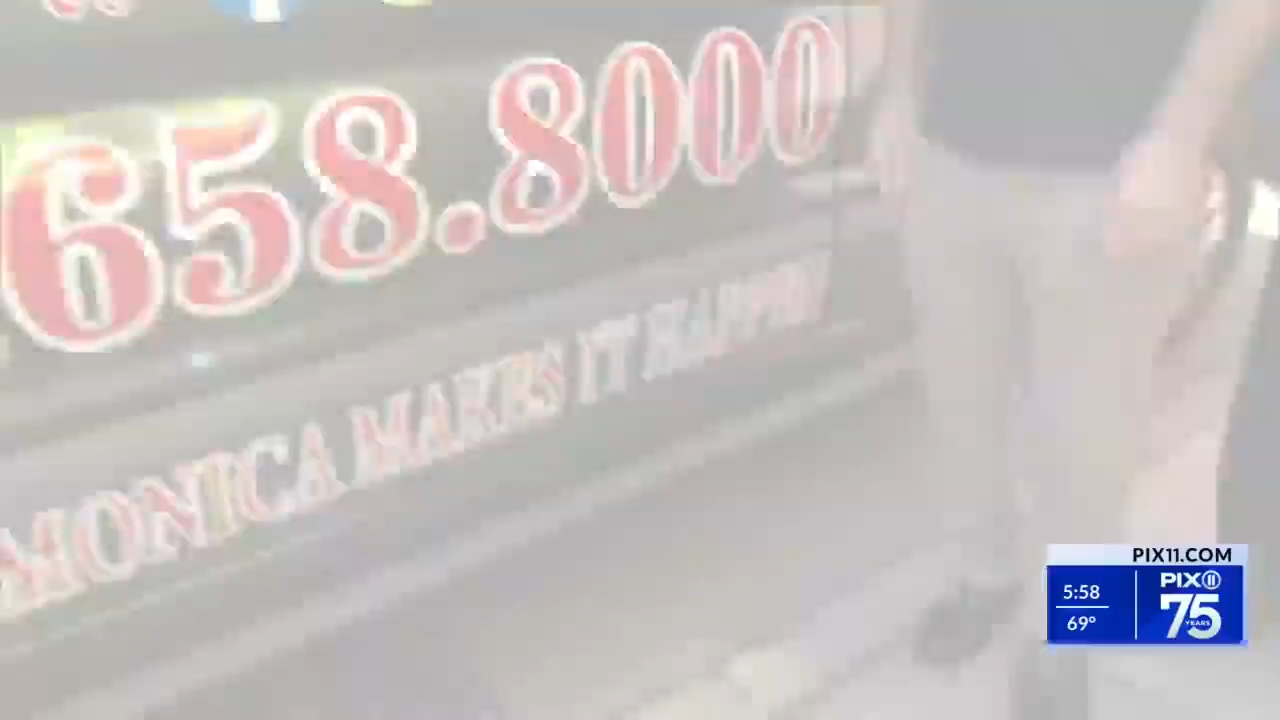 658.8000
MONICA MAKES IT HAPPEN!
PIX11.COM
5:58
69°
PIX11
75
YEARS